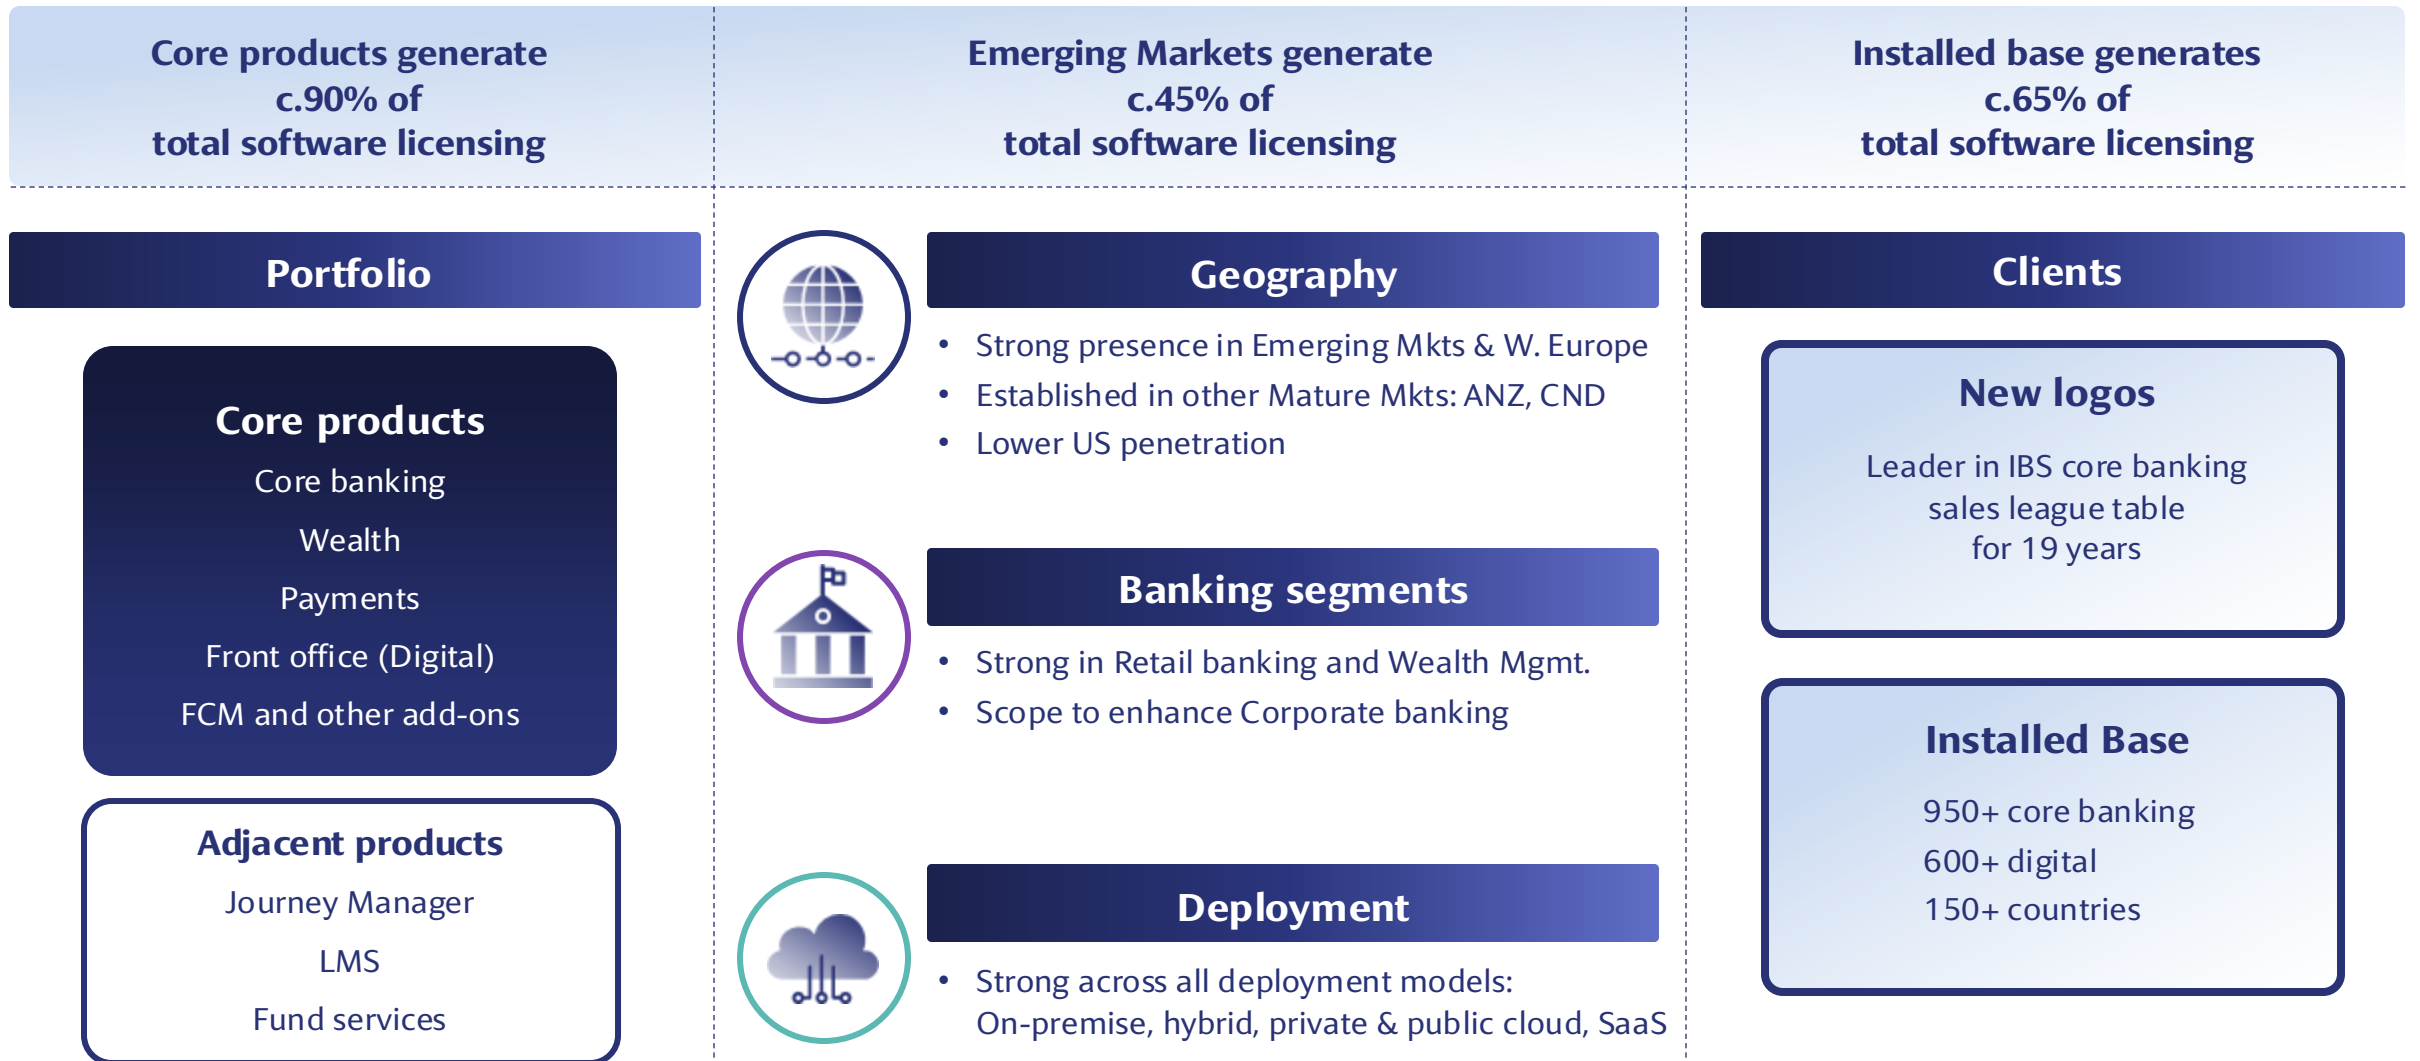 Core products generate
c.90% of
total software licensing
Emerging Markets generate
c.45% of
total software licensing
Installed base generates
c.65% of
total software licensing
Portfolio
Core products
Core banking
Wealth
Payments
Front office (Digital)
FCM and other add-ons
Adjacent products
Journey Manager
LMS
Fund services
Geography
• Strong presence in Emerging Mkts & W. Europe
• Established in other Mature Mkts: ANZ, CND
• Lower US penetration
Banking segments
• Strong in Retail banking and Wealth Mgmt.
• Scope to enhance Corporate banking
Deployment
• Strong across all deployment models:
On-premise, hybrid, private & public cloud, SaaS
Clients
New logos
Leader in IBS core banking
sales league table
for 19 years
Installed Base
950+ core banking
600+ digital
150+ countries